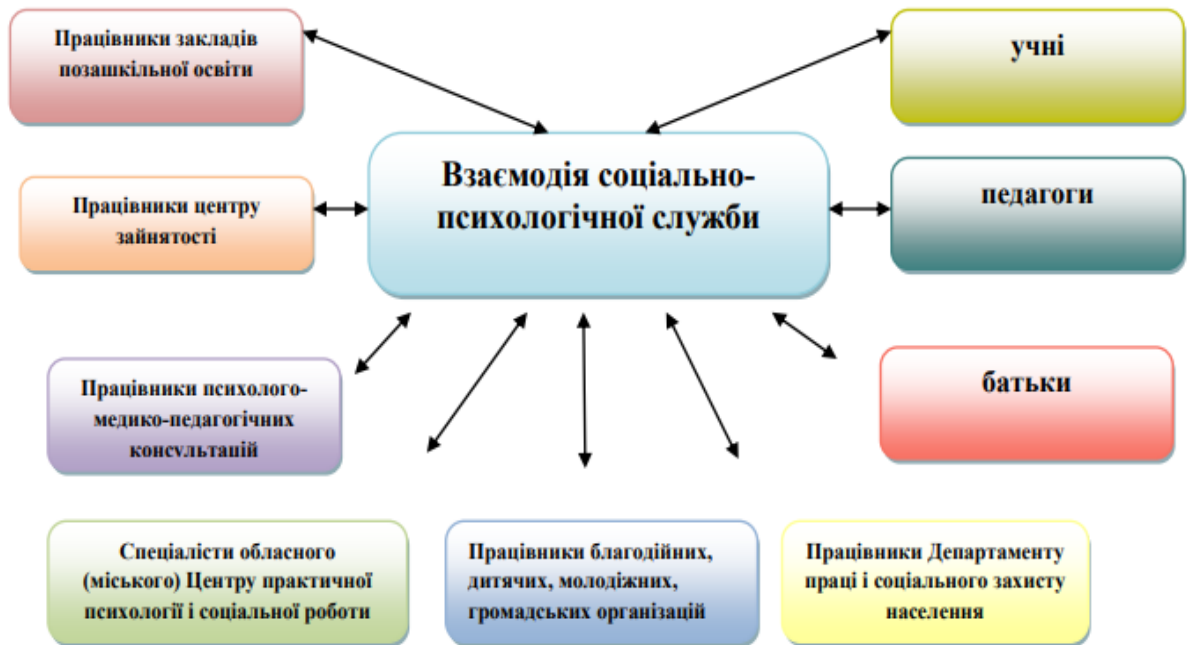 Працівники закладів
позашкільної освіти
учні
Взаємодія соціально-
психологічної служби
Працівники центру
зайнятості
педагоги
Працівники психолого-
медико-педагогічних
консультацій
батьки
Спеціалісти обласного
(міського) Центру практичної
психології і соціальної роботи
Працівники благодійних,
дитячих, молодіжних,
громадських організацій
Працівники Департаменту
праці і соціального захисту
населення